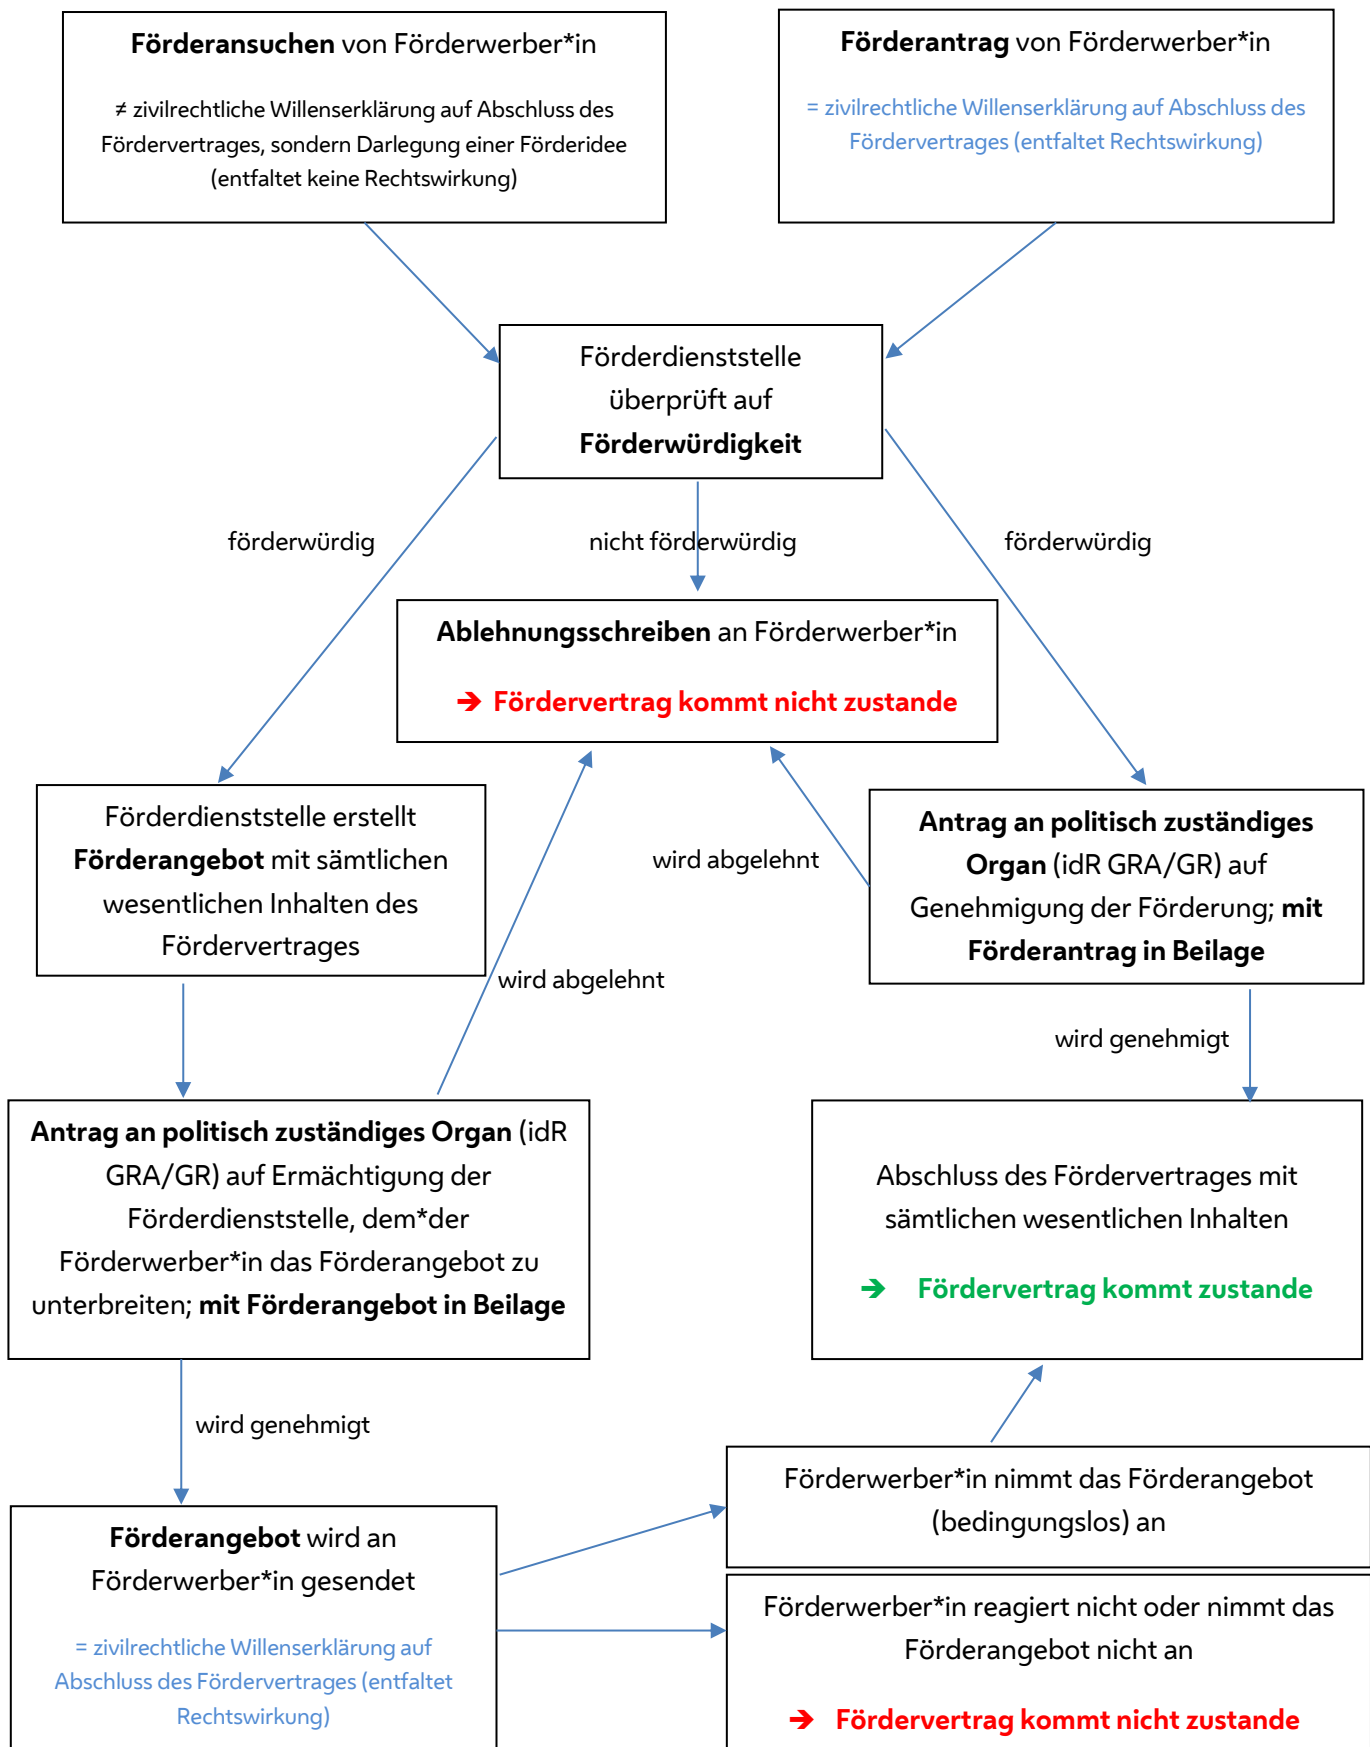 Förderansuchen von Förderwerber*in
≠ zivilrechtliche Willenserklärung auf Abschluss des
Fördervertrages, sondern Darlegung einer Förderidee
(entfaltet keine Rechtswirkung)
Förderantrag von Förderwerber*in
= zivilrechtliche Willenserklärung auf Abschluss des
Fördervertrages (entfaltet Rechtswirkung)
Förderdienststelle
überprüft auf
Förderwürdigkeit
förderwürdig
nicht förderwürdig
förderwürdig
Ablehnungsschreiben an Förderwerber*in
➔ Fördervertrag kommt nicht zustande
Förderdienststelle erstellt
Förderangebot mit sämtlichen
wesentlichen Inhalten des
Fördervertrages
wird abgelehnt
wird abgelehnt
Antrag an politisch zuständiges
Organ (idR GRA/GR) auf
Genehmigung der Förderung; mit
Förderantrag in Beilage
wird genehmigt
Antrag an politisch zuständiges Organ (idR
GRA/GR) auf Ermächtigung der
Förderdienststelle, dem*der
Förderwerber*in das Förderangebot zu
unterbreiten; mit Förderangebot in Beilage
Abschluss des Fördervertrages mit
sämtlichen wesentlichen Inhalten
➔ Fördervertrag kommt zustande
wird genehmigt
Förderangebot wird an
Förderwerber*in gesendet
= zivilrechtliche Willenserklärung auf
Abschluss des Fördervertrages (entfaltet
Rechtswirkung)
Förderwerber*in nimmt das Förderangebot
(bedingungslos) an
Förderwerber*in reagiert nicht oder nimmt das
Förderangebot nicht an
➔ Fördervertrag kommt nicht zustande